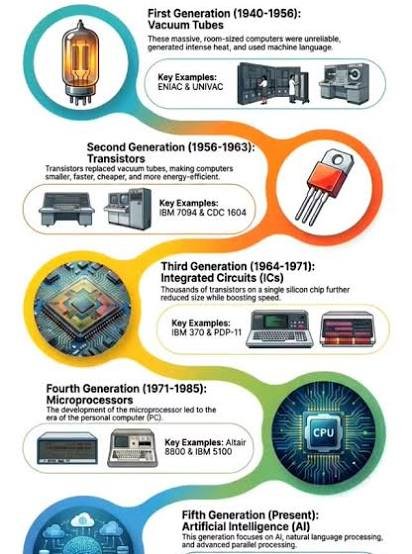 First Generation (1940-1956):
Vacuum Tubes
These massive, room-sized computers were unreliable,
generated intense heat, and used machine language.
Key Examples:
ENIAC & UNIVAC
Second Generation (1956-1963):
Transistors
Transistors replaced vacuum tubes, making computers
smaller, faster, cheaper, and more energy-efficient.
Key Examples:
IBM 7094 & CDC 1604
Third Generation (1964-1971):
Integrated Circuits (ICs)
Thousands of transistors on a single silicon chip further
reduced size while boosting speed.
Key Examples:
IBM 370 & PDP-11
Fourth Generation (1971-1985):
Microprocessors
The development of the microprocessor led to the
era of the personal computer (PC).
Key Examples: Altair
8800 & IBM 5100
CPU
Fifth Generation (Present):
Artificial Intelligence (AI)
This generation focuses on AI, natural language processing,
and advanced parallel processing.